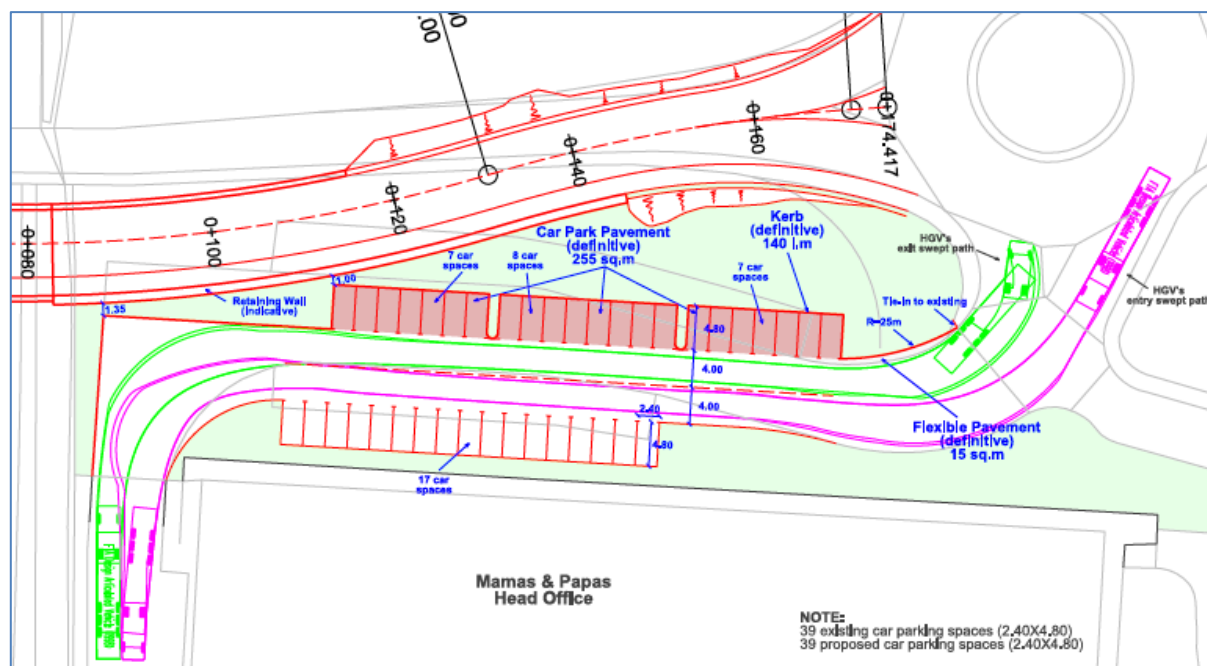 .00
0+080
0+100
0+120
0+140
0+160
0+174.417
Car Park Pavement
(definitive)
255 sq.m
7 car
spaces
8 car
spaces
Kerb
(definitive)
140 l.m
7 car
spaces
HGV's
exit swept path
HGV's
entry swept path
1.00
Retaining Wall
(Indicative)
1.35
Tie-in to existing
R=25m
4.80
4.00
4.00
2.40
4.80
Flexible Pavement
(definitive)
15 sq.m
17 car
spaces
Mamas & Papas
Head Office
NOTE:
39 existing car parking spaces (2.40X4.80)
39 proposed car parking spaces (2.40X4.80)